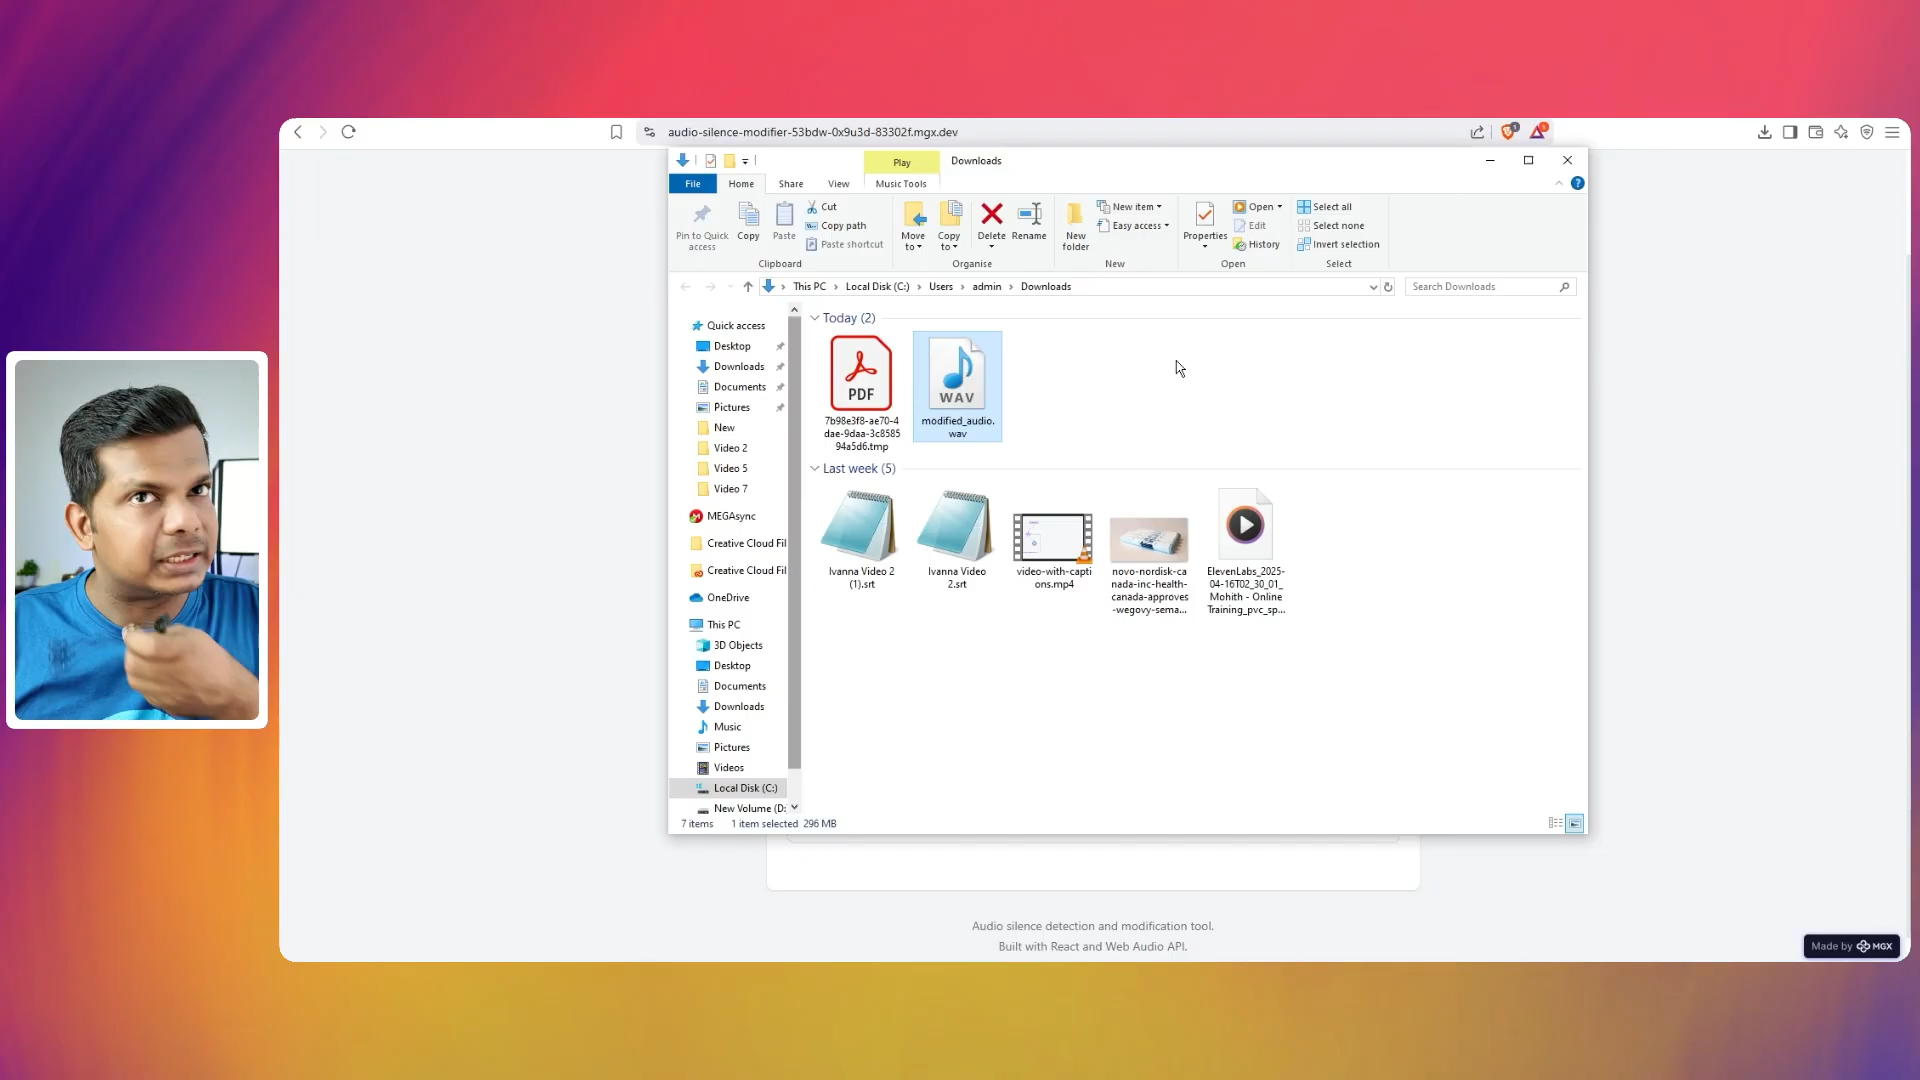 audio-silence-modifier-53bdw-0x9u3d-83302f.mgx.dev
Play
Downloads
File
Home
Share
View
Music Tools
Pin to Quick access
Copy
Paste
Cut
Copy path
Paste shortcut
Clipboard
Move to
Copy to
Delete
Rename
Organise
New folder
New item
Easy access
New
Properties
Open
Edit
History
Open
Select all
Select none
Invert selection
Select
This PC > Local Disk (C:) > Users > admin > Downloads
Search Downloads
Quick access
Desktop
Downloads
Documents
Pictures
New
Video 2
Video 5
Video 7
MEGAsync
Creative Cloud Fil
Creative Cloud Fil
OneDrive
This PC
3D Objects
Desktop
Documents
Downloads
Music
Pictures
Videos
Local Disk (C:)
New Volume (D:
Today (2)
PDF
7b98e3f8-ae70-4
dae-9daa-3c8585
94a5d6.tmp
WAV
modified_audio.
wav
Last week (5)
Ivanna Video 2
(1).srt
Ivanna Video
2.srt
video-with-capti
ons.mp4
novo-nordisk-ca
nada-inc-health-
canada-approves
-wegovy-sema...
ElevenLabs_2025-
04-16T02_30_01_
Mohith - Online
Training_pvc_sp...
7 items
1 item selected 296 MB
Audio silence detection and modification tool.
Built with React and Web Audio API.
Made by MGX